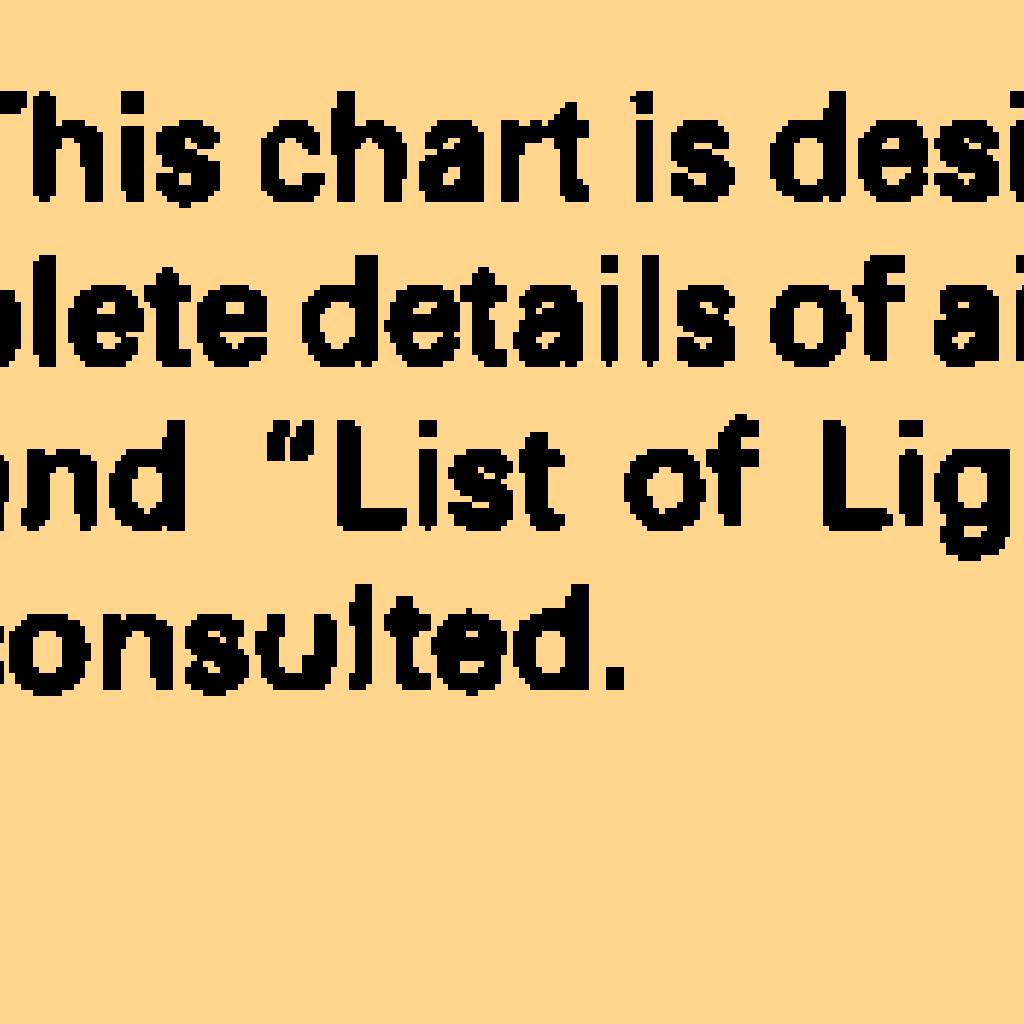 This chart is desi
plete details of ai
and “List of Lig
consulted.